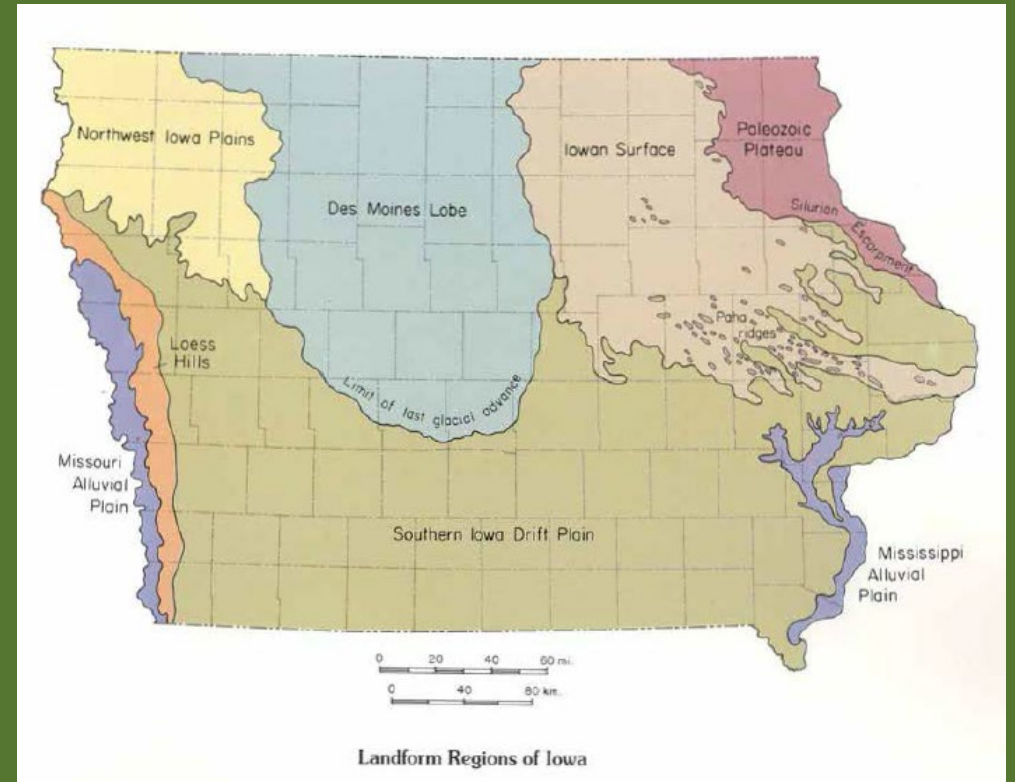 Northwest Iowa Plains
Des Moines Lobe
Iowan Surface
Paleozoic
Plateau
Silurian
Escarpment
Paha
ridges
Loess
Hills
Limit of last glacial advance
Missouri
Alluvial
Plain
Southern Iowa Drift Plain
Mississippi
Alluvial
Plain
0 20 40 60 mi.
0 40 80 km.
Landform Regions of Iowa